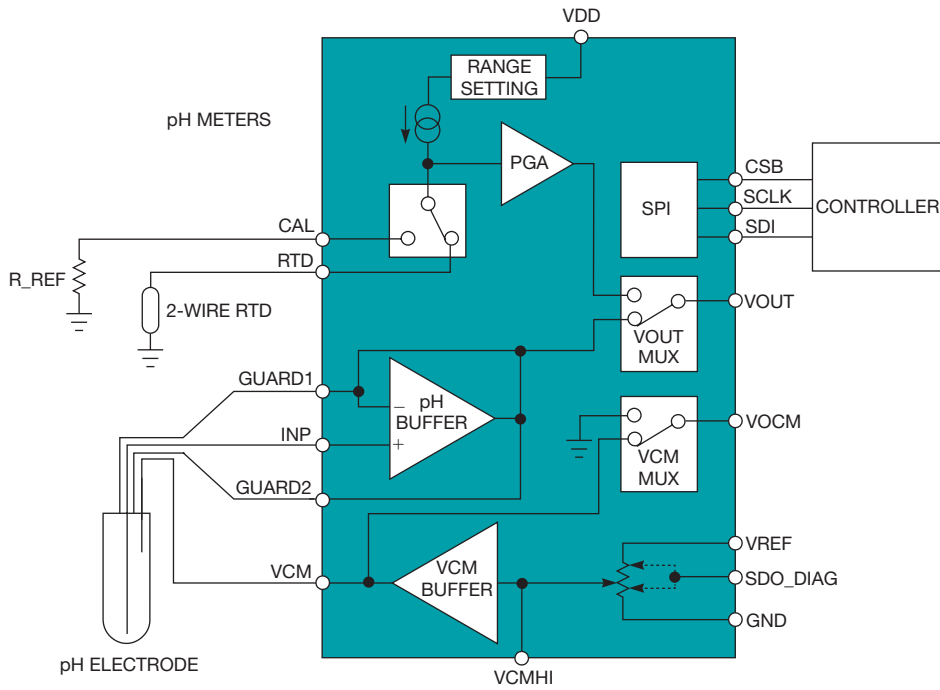 VDD
RANGE
SETTING
pH METERS
PGA
SPI
CSB
SCLK
SDI
CONTROLLER
CAL
RTD
R_REF
2-WIRE RTD
VOUT
VOUT
MUX
GUARD1
−
pH
BUFFER
INP
+
VOCM
VCM
MUX
GUARD2
VREF
VCM
VCM
BUFFER
SDO_DIAG
GND
pH ELECTRODE
VCMHI